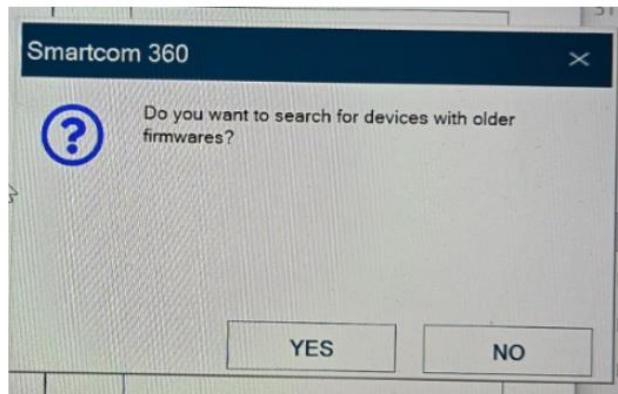 Smartcom 360
Do you want to search for devices with older
firmwares?
YES
NO